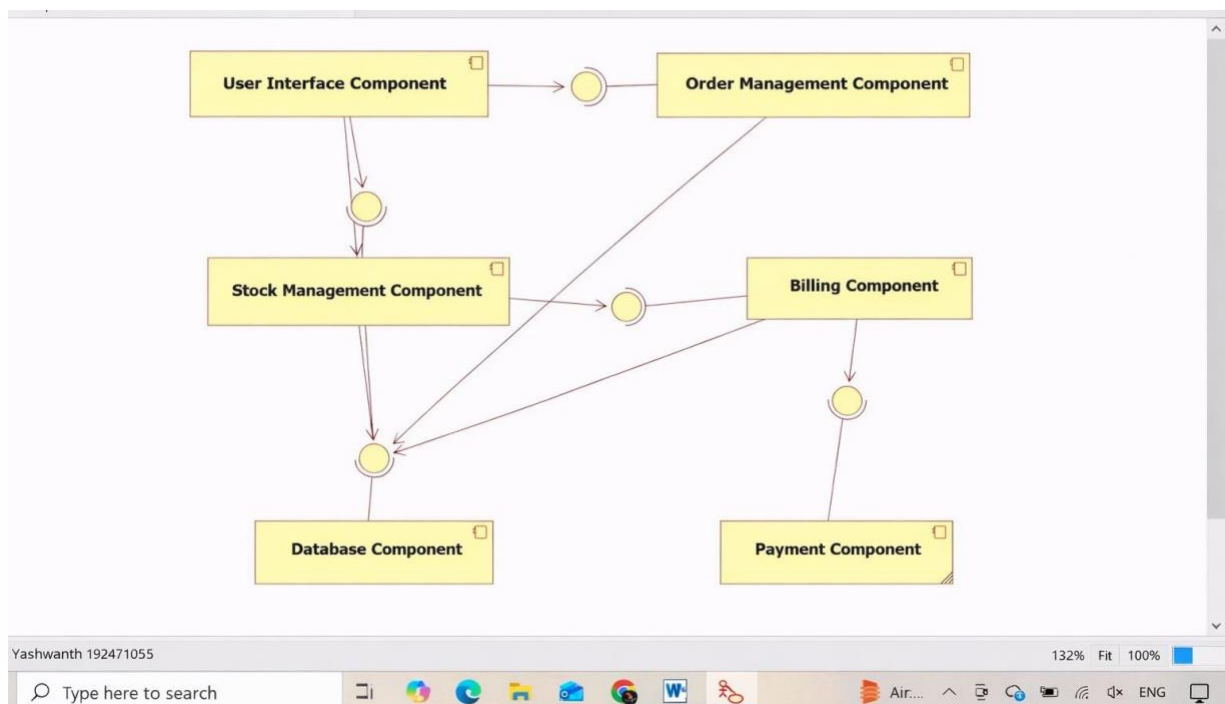 User Interface Component
Order Management Component
Stock Management Component
Billing Component
Database Component
Payment Component
Yashwanth 192471055
132% Fit 100%
Type here to search
W
Air.... ENG